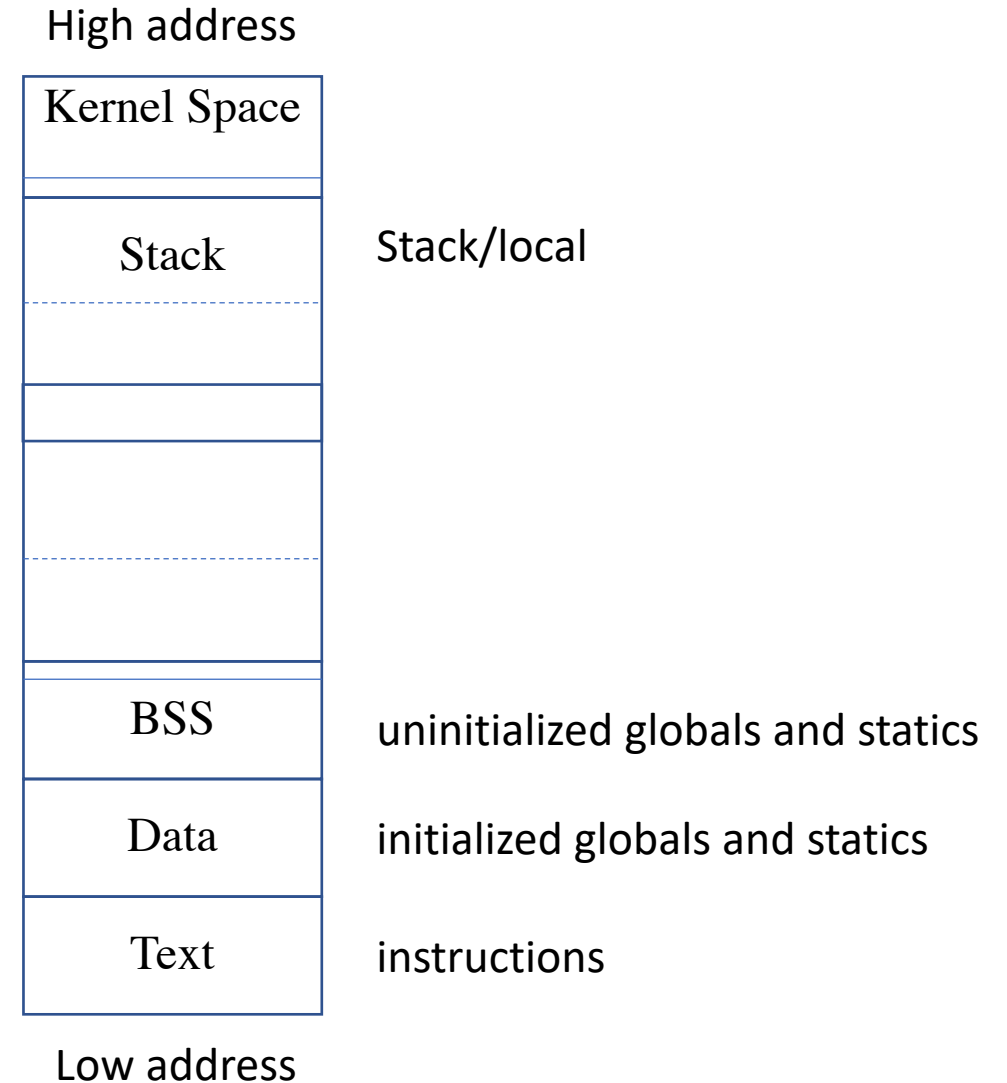 High address
Kernel Space
Stack
Stack/local
BSS
uninitialized globals and statics
Data
initialized globals and statics
Text
instructions
Low address